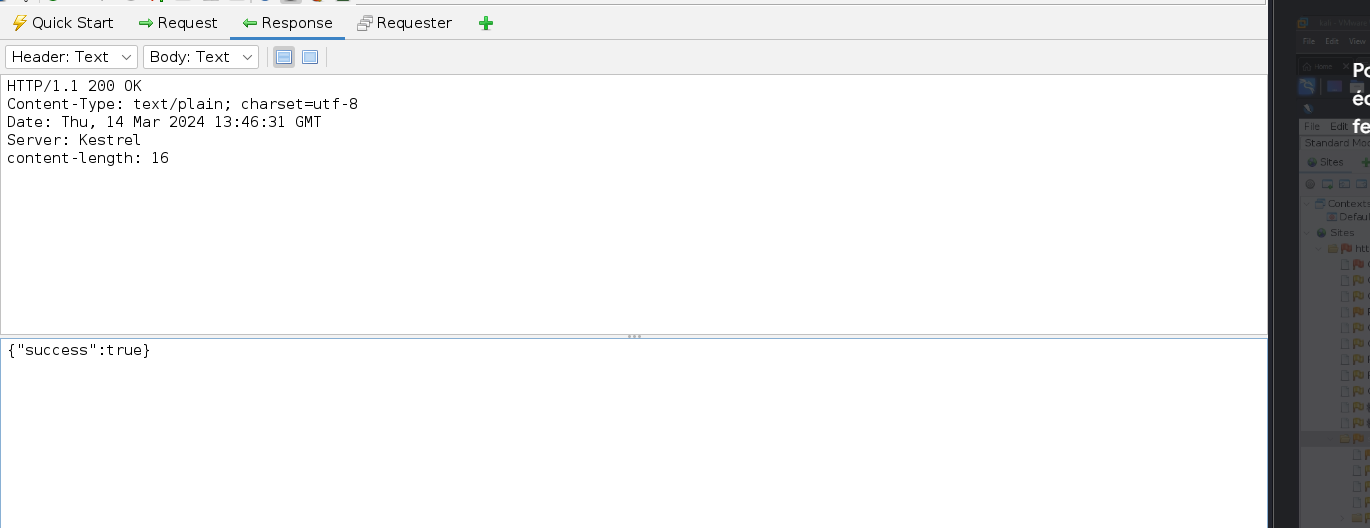 Quick Start Request Response Requester
Header: Text Body: Text
HTTP/1.1 200 OK
Content-Type: text/plain; charset=utf-8
Date: Thu, 14 Mar 2024 13:46:31 GMT
Server: Kestrel
content-length: 16
{"success":true}
File Edit View
Home
Po
éc
fe
File Edit
Standard Mo
Sites
Contexts
Defau
Sites
htt